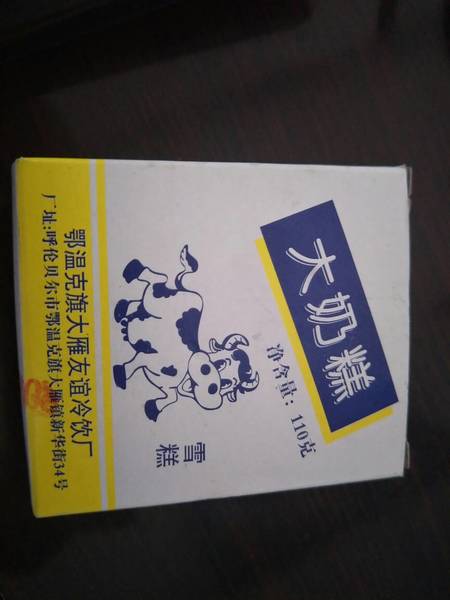 大奶糕
净含量：110克
雪糕
鄂温克旗大雁友谊冷饮厂
厂址:呼伦贝尔市鄂温克旗大雁镇新华街34号